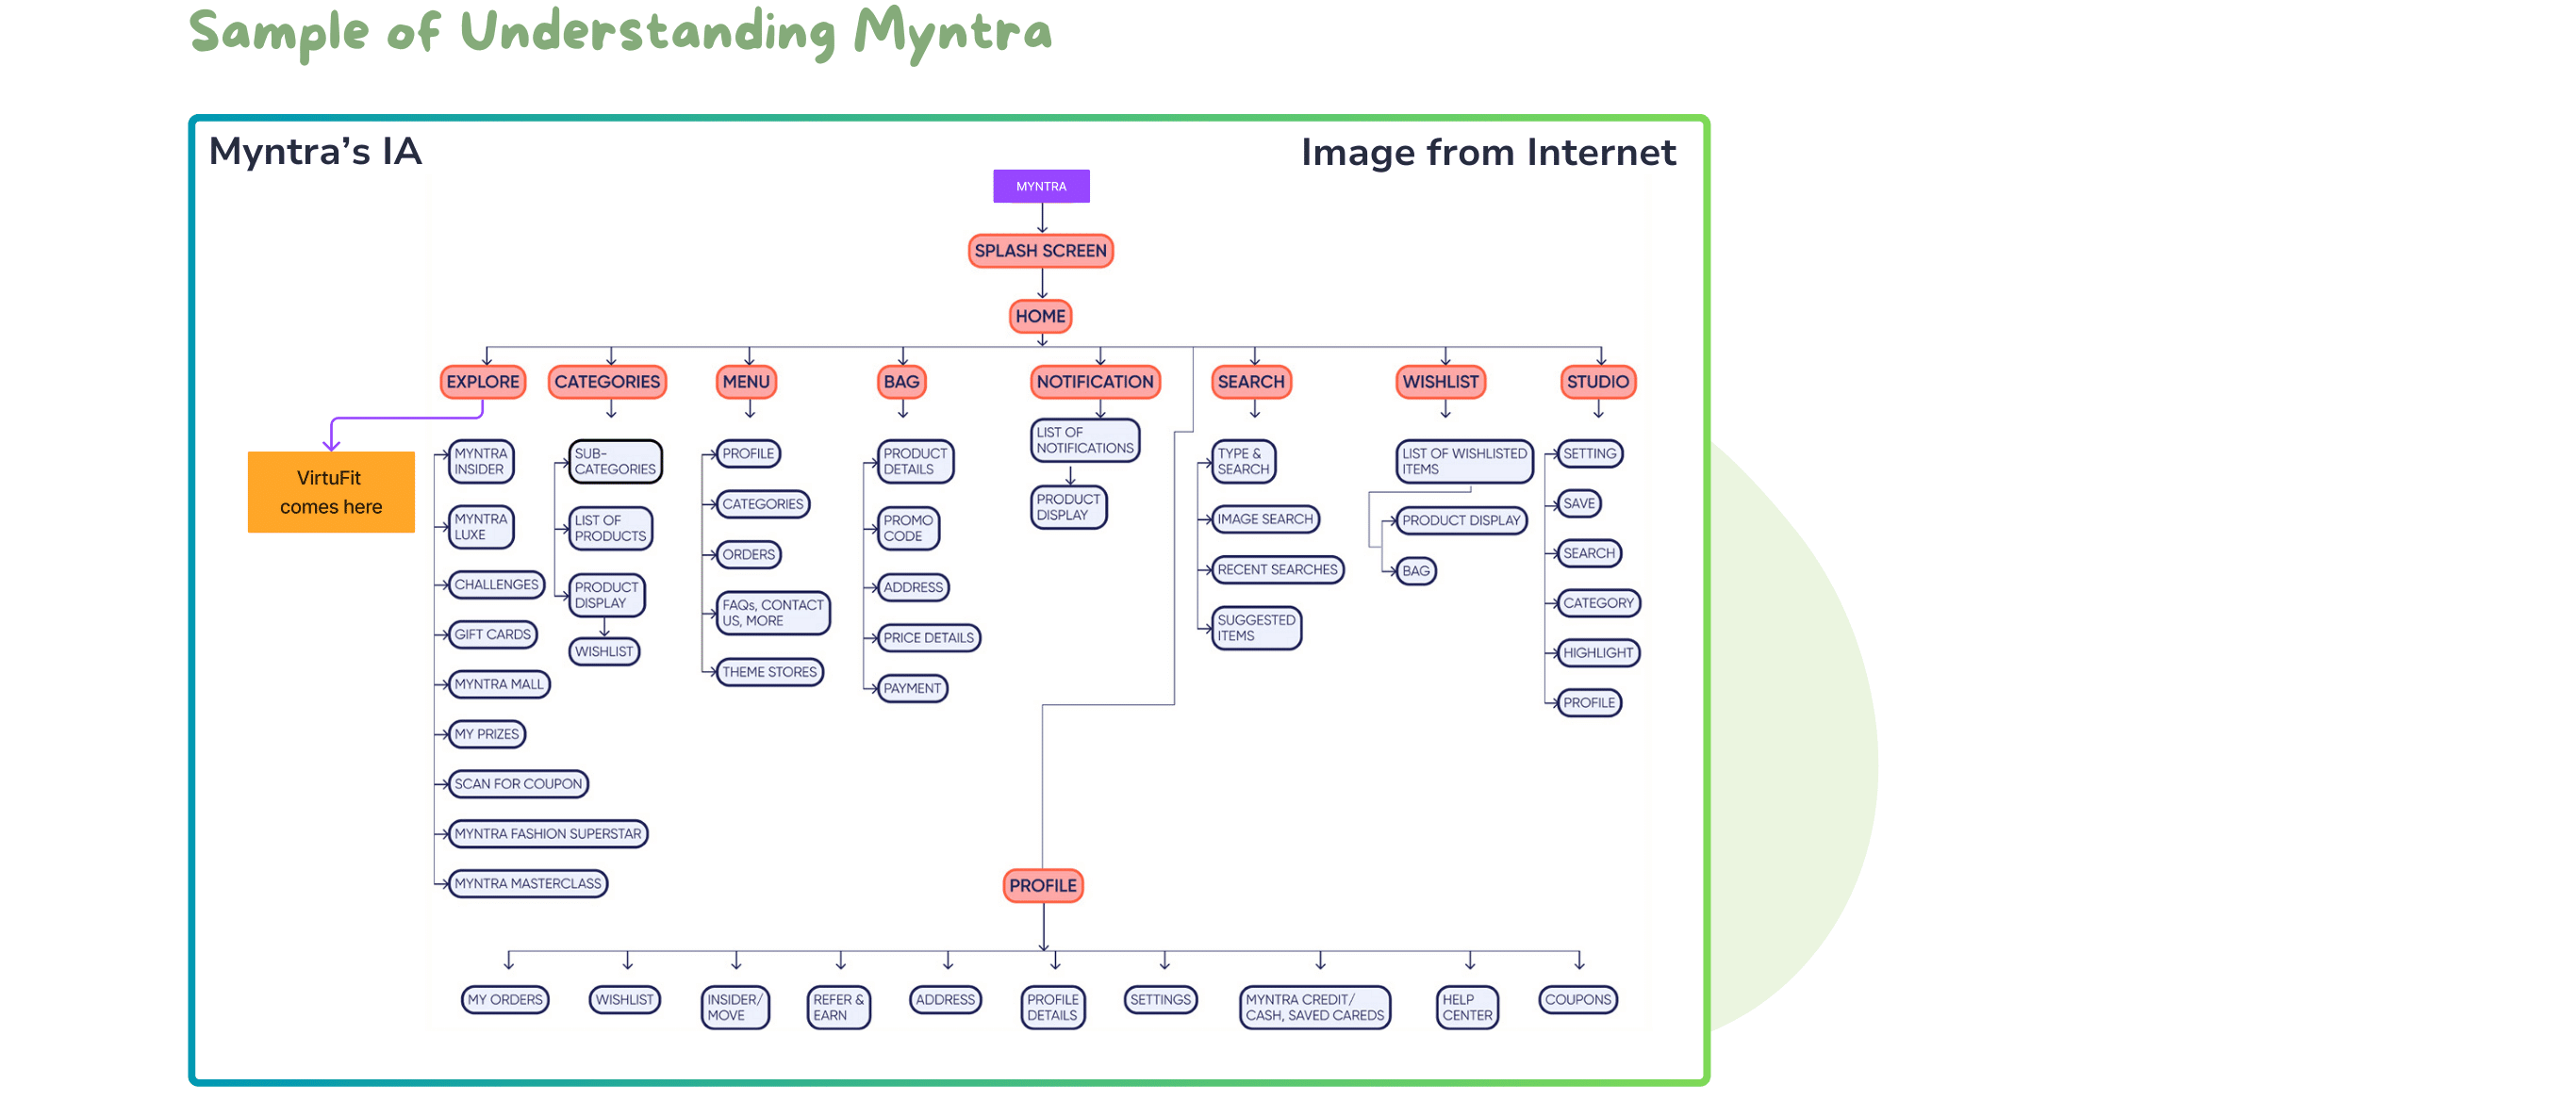 Sample of Understanding Myntra
Myntra's IA
Image from Internet
MYNTRA
SPLASH SCREEN
HOME
EXPLORE
CATEGORIES
MENU
BAG
NOTIFICATION
SEARCH
WISHLIST
STUDIO
VirtuFit
comes here
MYNTRA
INSIDER
MYNTRA
LUXE
CHALLENGES
GIFT CARDS
MYNTRA MALL
MY PRIZES
SCAN FOR COUPON
MYNTRA FASHION SUPERSTAR
MYNTRA MASTERCLASS
SUB-
CATEGORIES
LIST OF
PRODUCTS
PRODUCT
DISPLAY
WISHLIST
PROFILE
CATEGORIES
ORDERS
FAQs, CONTACT
US, MORE
THEME STORES
PRODUCT
DETAILS
PROMO
CODE
ADDRESS
PRICE DETAILS
PAYMENT
LIST OF
NOTIFICATIONS
PRODUCT
DISPLAY
TYPE &
SEARCH
IMAGE SEARCH
RECENT SEARCHES
SUGGESTED
ITEMS
LIST OF WISHLISTED
ITEMS
PRODUCT DISPLAY
BAG
SETTING
SAVE
SEARCH
CATEGORY
HIGHLIGHT
PROFILE
PROFILE
MY ORDERS
WISHLIST
INSIDER/
MOVE
REFER &
EARN
ADDRESS
PROFILE
DETAILS
SETTINGS
MYNTRA CREDIT/
CASH, SAVED CAREDS
HELP
CENTER
COUPONS